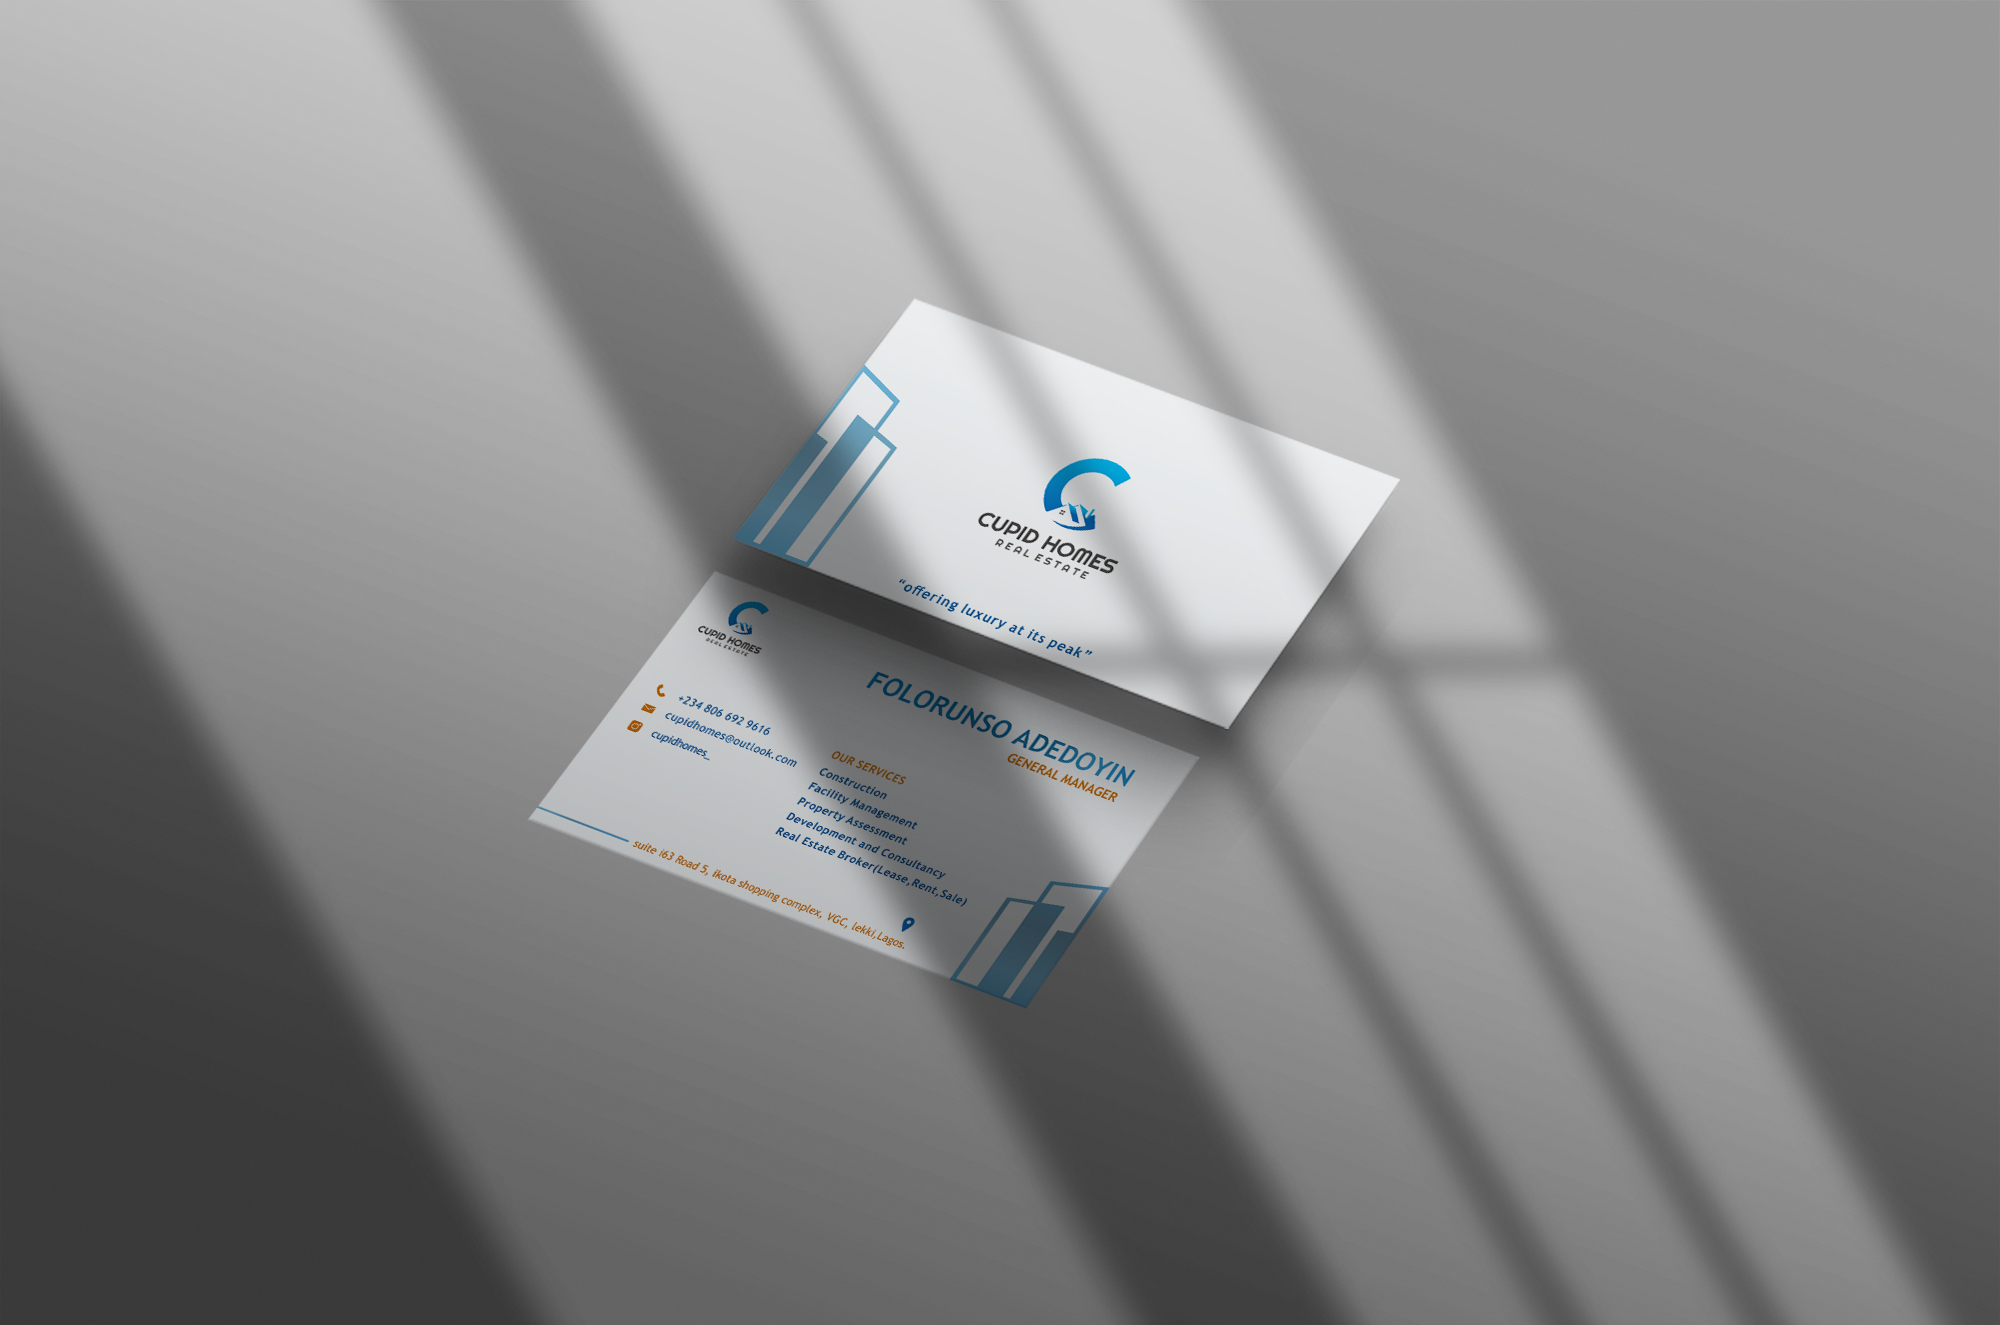 CUPID HOMES
REAL ESTATE
“offering luxury at its peak”
CUPID HOMES
REAL ESTATE
FOLORUNSO ADEDOYIN
GENERAL MANAGER
+234 806 692 9616
cupidhomes@outlook.com
cupidhomes_
OUR SERVICES
Construction
Facility Management
Property Assessment
Development and Consultancy
Real Estate Broker(Lease,Rent,Sale)
suite i63 Road 5, Ikota shopping complex, VGC, lekki,Lagos.